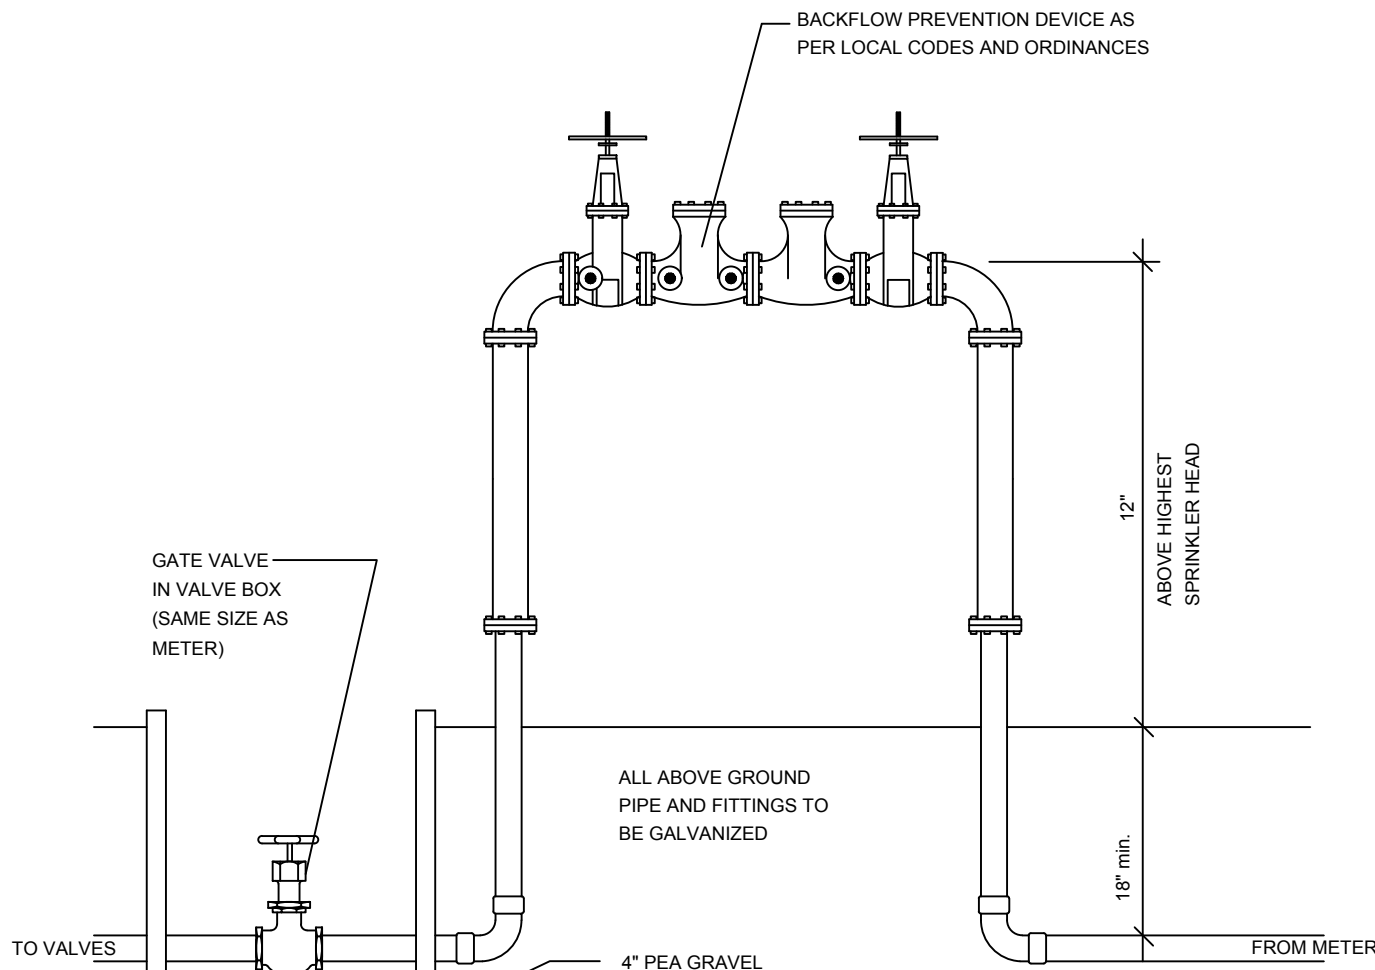 BACKFLOW PREVENTION DEVICE AS
PER LOCAL CODES AND ORDINANCES
12"
ABOVE HIGHEST
SPRINKLER HEAD
GATE VALVE
IN VALVE BOX
(SAME SIZE AS
METER)
ALL ABOVE GROUND
PIPE AND FITTINGS TO
BE GALVANIZED
18" min.
TO VALVES
FROM METER
4" PEA GRAVEL